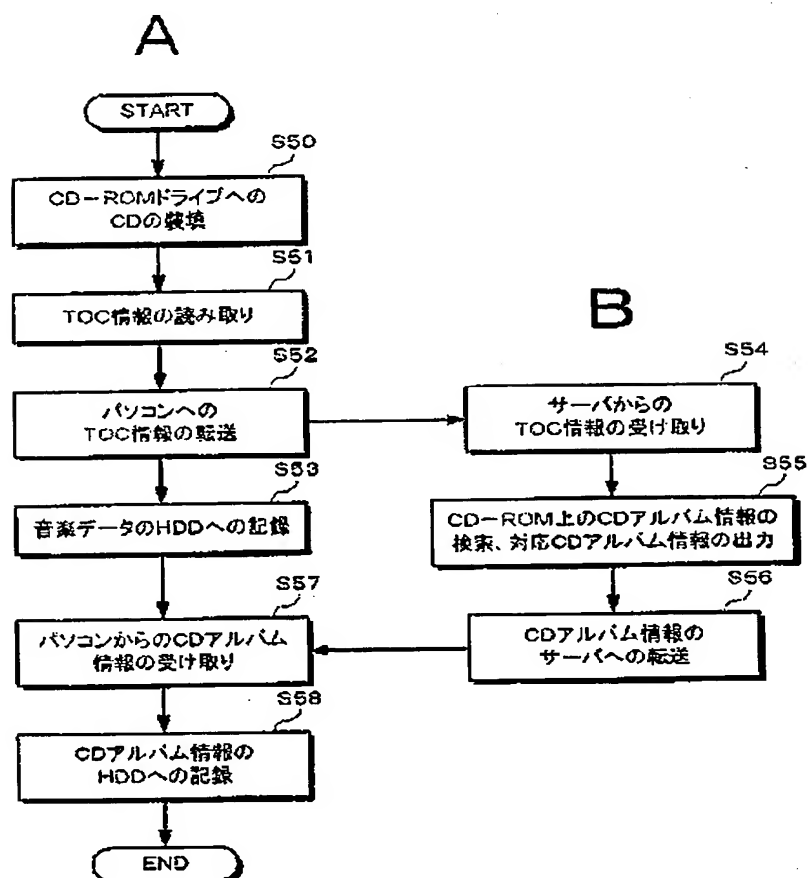 A
START
S50
CD-ROMドライブへの
CDの装填
S51
TOC情報の読み取り
S52
パソコンへの
TOC情報の転送
S53
音楽データのHDDへの記録
S57
パソコンからのCDアルバム
情報の受け取り
S58
CDアルバム情報の
HDDへの記録
END
B
S54
サーバからの
TOC情報の受け取り
S55
CD-ROM上のCDアルバム情報の
検索、対応CDアルバム情報の出力
S56
CDアルバム情報の
サーバへの転送